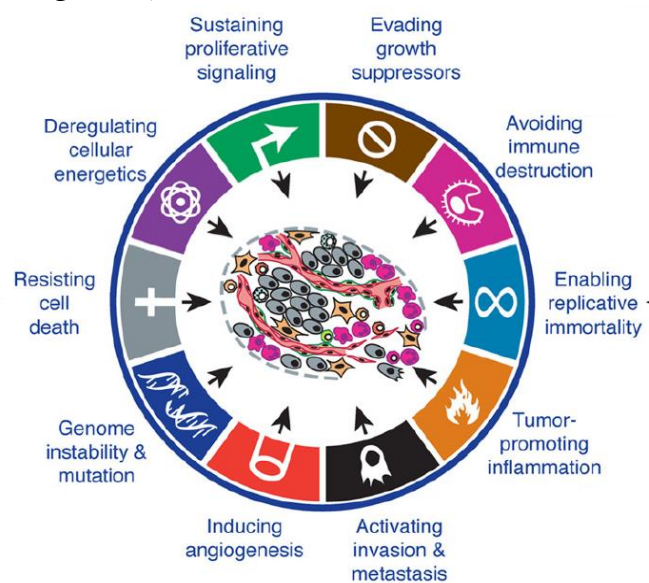 Sustaining
proliferative
signaling
Evading
growth
suppressors
Avoiding
immune
destruction
Enabling
replicative
immortality
Tumor-
promoting
inflammation
Activating
invasion &
metastasis
Inducing
angiogenesis
Genome
instability &
mutation
Resisting
cell
death
Deregulating
cellular
energetics